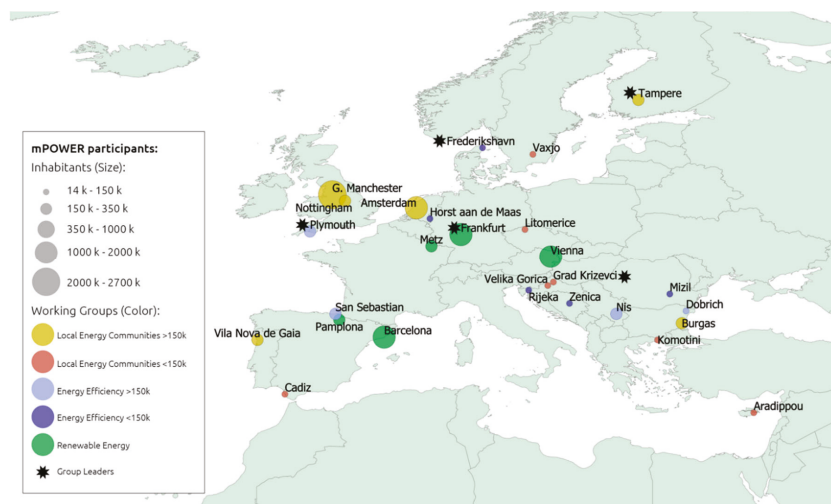 mPOWER participants:
Inhabitants (Size):
14 k - 150 k
150 k - 350 k
350 k - 1000 k
1000 k - 2000 k
2000 k - 2700 k
Working Groups (Color):
Local Energy Communities >150k
Local Energy Communities <150k
Energy Efficiency >150k
Energy Efficiency <150k
Renewable Energy
Group Leaders
Tampere
Frederikshavn
Vaxjo
G. Manchester
Nottingham
Amsterdam
Horst aan de Maas
Plymouth
Frankfurt
Litomerice
Metz
Vienna
Velika Gorica
Grad Krizevci
Rijeka
Zenica
Mizil
San Sebastian
Nis
Dobrich
Vila Nova de Gaia
Pamplona
Barcelona
Burgas
Komotini
Cadiz
Aradippou